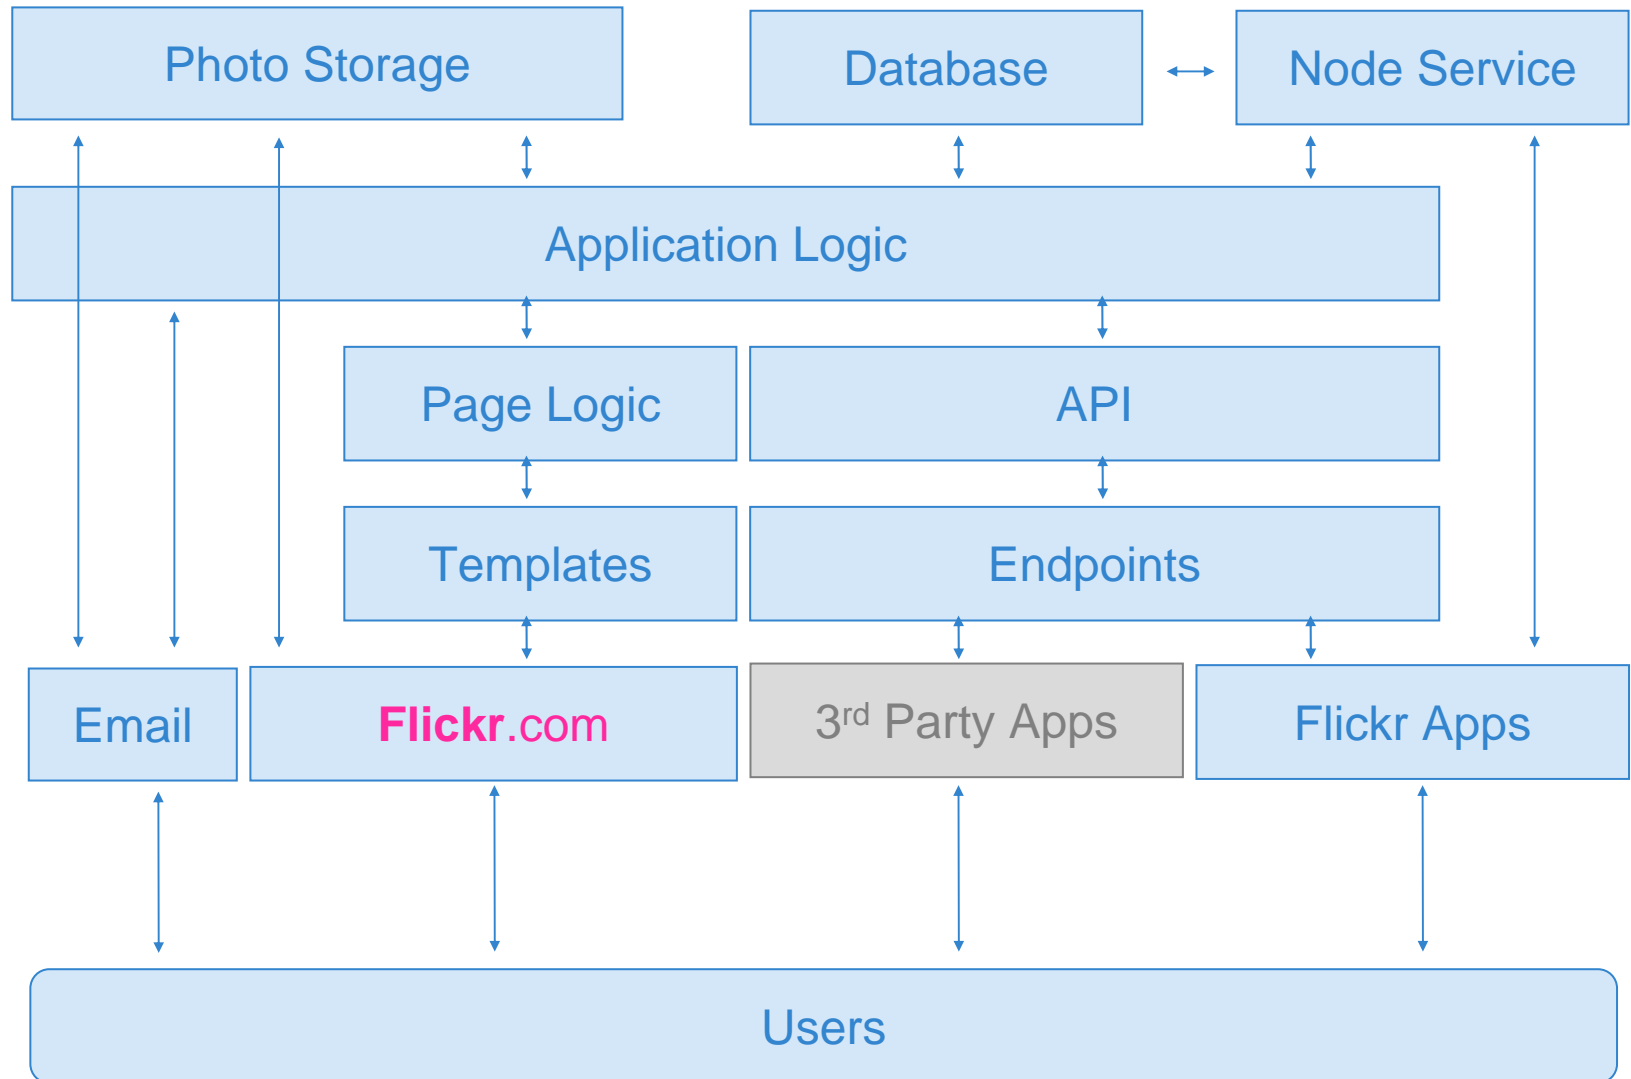 Photo Storage
Database
Node Service
Application Logic
Page Logic
API
Templates
Endpoints
Email
Flickr.com
3rd Party Apps
Flickr Apps
Users